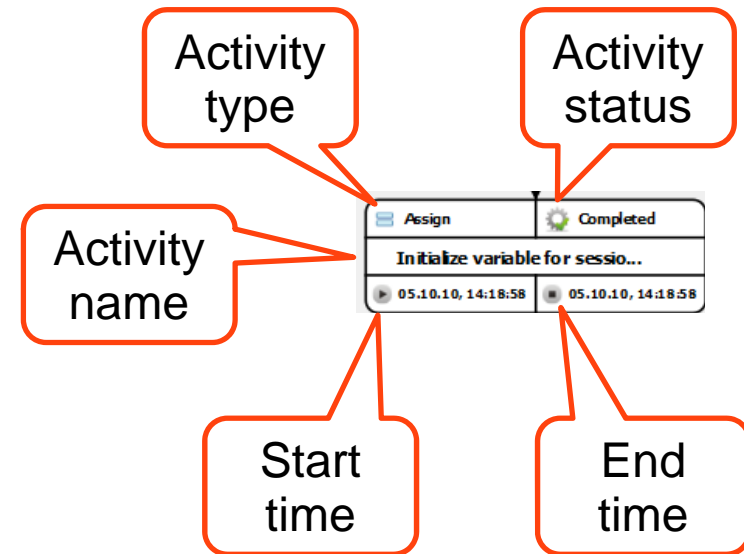 Activity
type
Activity
status
Assign
Completed
Activity
name
Initialize variable for sessio...
05.10.10, 14:18:58
05.10.10, 14:18:58
Start
time
End
time